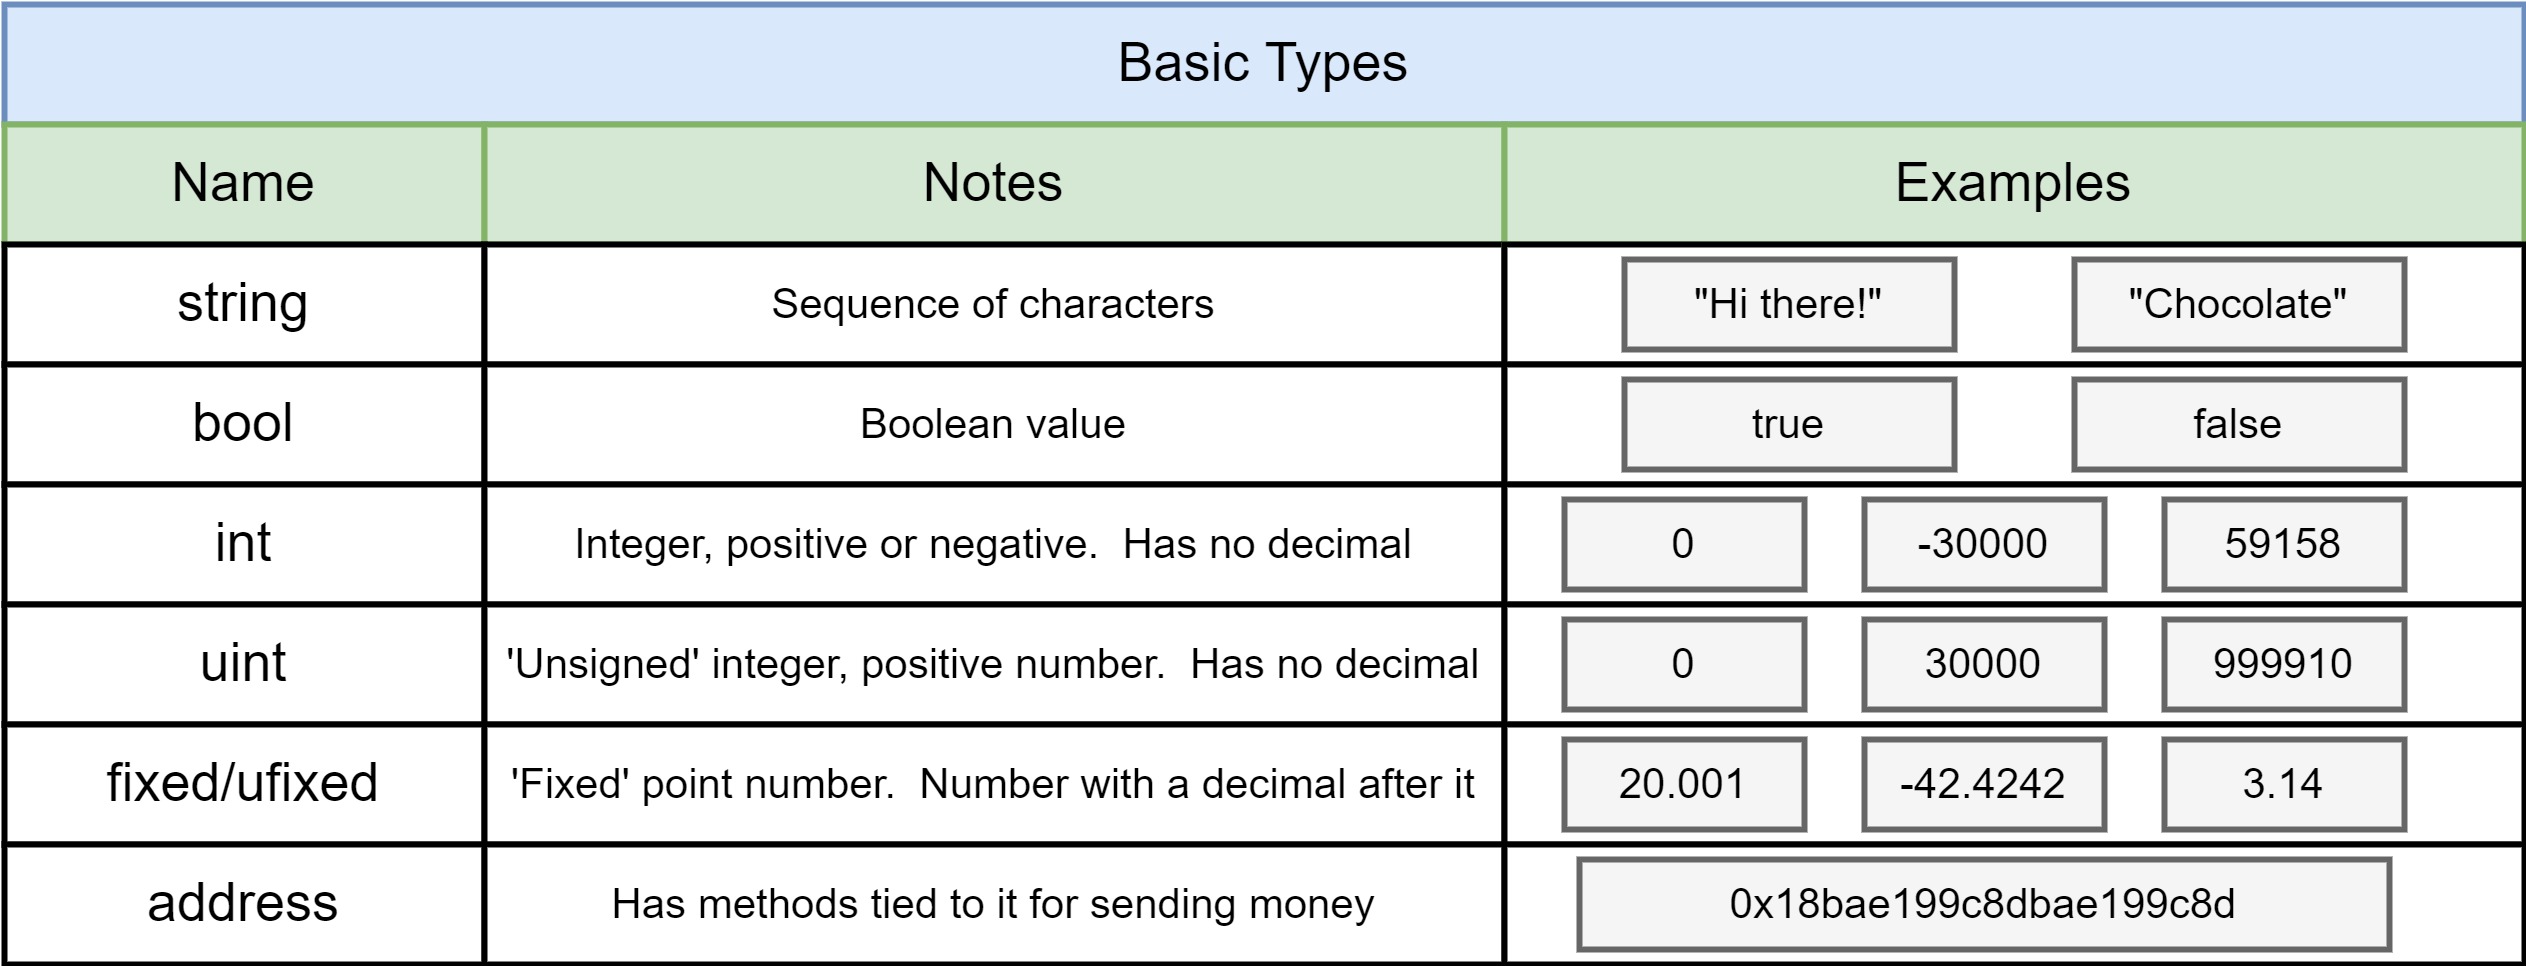 Basic Types
Name Notes Examples
string Sequence of characters "Hi there!" "Chocolate"
bool Boolean value true false
int Integer, positive or negative.  Has no decimal 0 -30000 59158
uint 'Unsigned' integer, positive number.  Has no decimal 0 30000 999910
fixed/ufixed 'Fixed' point number.  Number with a decimal after it 20.001 -42.4242 3.14
address Has methods tied to it for sending money 0x18bae199c8dbae199c8d